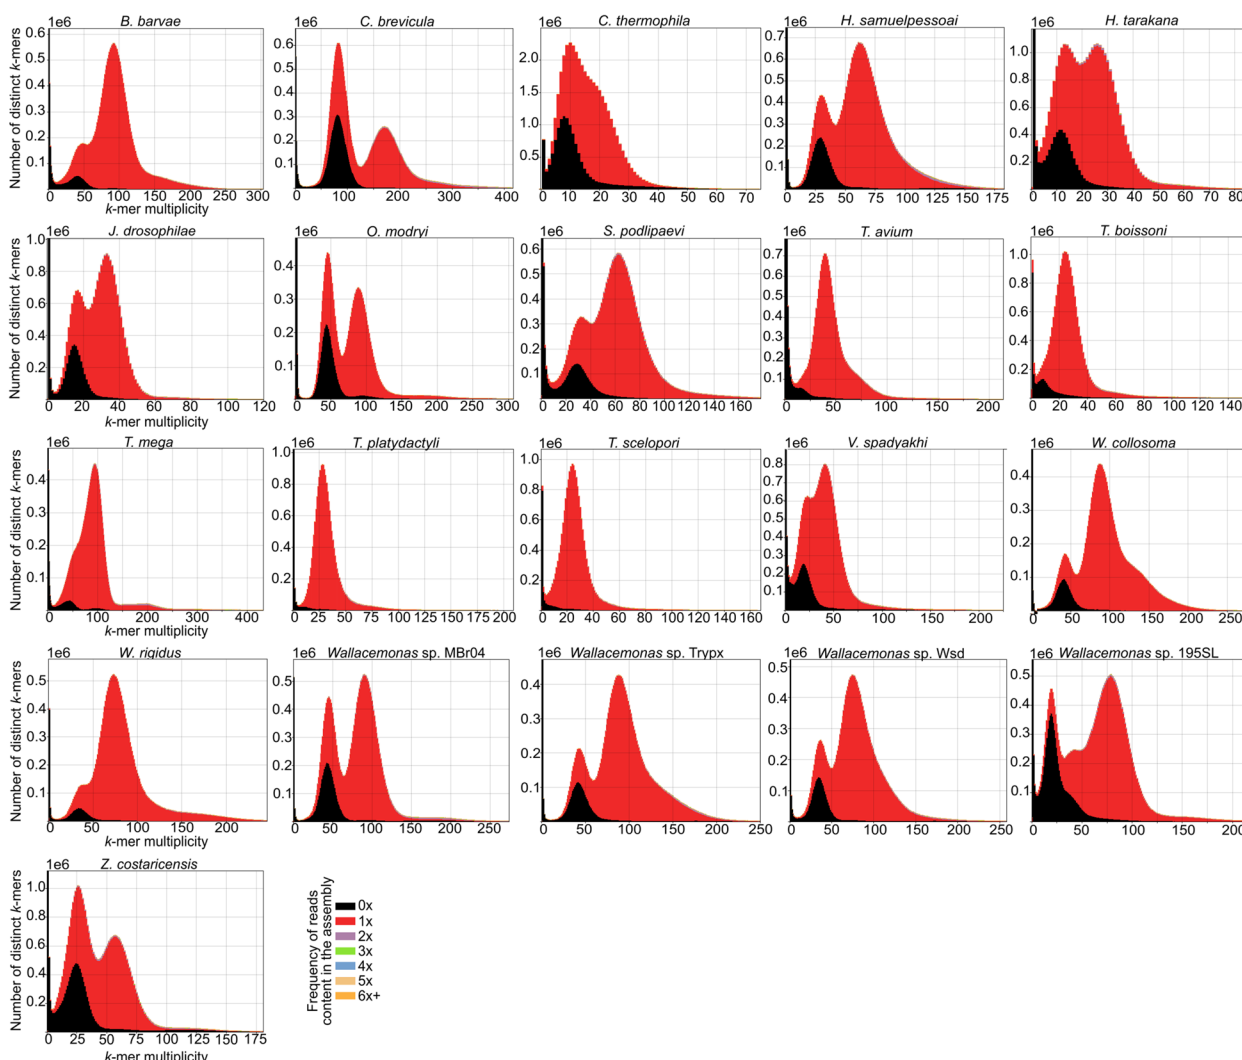 B. barvae
1e6
0.6
0.5
0.4
0.3
0.2
0.1
0 50 100 150 200 250 300
k-mer multiplicity
Number of distinct k-mers
C. brevicula
1e6
0.6
0.5
0.4
0.3
0.2
0.1
0 100 200 300 400
C. thermophila
1e6
2.0
1.5
1.0
0.5
0 10 20 30 40 50 60 70
H. samuelpessoai
1e6
0.7
0.6
0.5
0.4
0.3
0.2
0.1
0 25 50 75 100 125 150 175
H. tarakana
1e6
1.0
0.8
0.6
0.4
0.2
0 10 20 30 40 50 60 70 80
J. drosophilae
1e6
1.0
0.8
0.6
0.4
0.2
0 20 40 60 80 100 120
k-mer multiplicity
Number of distinct k-mers
O. modryi
1e6
0.4
0.3
0.2
0.1
0 50 100 150 200 250 300
S. podlipaevi
1e6
0.6
0.5
0.4
0.3
0.2
0.1
0 20 40 60 80 100 120 140 160
T. avium
1e6
0.7
0.6
0.5
0.4
0.3
0.2
0.1
0 50 100 150 200
T. boissoni
1e6
1.0
0.8
0.6
0.4
0.2
0 20 40 60 80 100 120 140
T. mega
1e6
0.4
0.3
0.2
0.1
0 100 200 300 400
k-mer multiplicity
Number of distinct k-mers
T. platydactyli
1e6
1.0
0.8
0.6
0.4
0.2
0 25 50 75 100 125 150 175 200
T. scelopori
1e6
1.0
0.8
0.6
0.4
0.2
0 20 40 60 80 100 120 140 160
V. spadyakhi
1e6
0.8
0.7
0.6
0.5
0.4
0.3
0.2
0.1
0 50 100 150 200
W. collosoma
1e6
0.4
0.3
0.2
0.1
0 50 100 150 200 250
W. rigidus
1e6
0.5
0.4
0.3
0.2
0.1
0 50 100 150 200
k-mer multiplicity
Number of distinct k-mers
Wallacemonas sp. MBr04
1e6
0.5
0.4
0.3
0.2
0.1
0 50 100 150 200 250
Wallacemonas sp. Trypx
1e6
0.4
0.3
0.2
0.1
0 50 100 150 200 250
Wallacemonas sp. Wsd
1e6
0.5
0.4
0.3
0.2
0.1
0 50 100 150 200 250
Wallacemonas sp. 195SL
1e6
0.5
0.4
0.3
0.2
0.1
0 50 100 150 200
Z. costaricensis
1e6
1.0
0.8
0.6
0.4
0.2
0 25 50 75 100 125 150 175
k-mer multiplicity
Number of distinct k-mers
Frequency of reads
content in the assembly
0x
1x
2x
3x
4x
5x
6x+